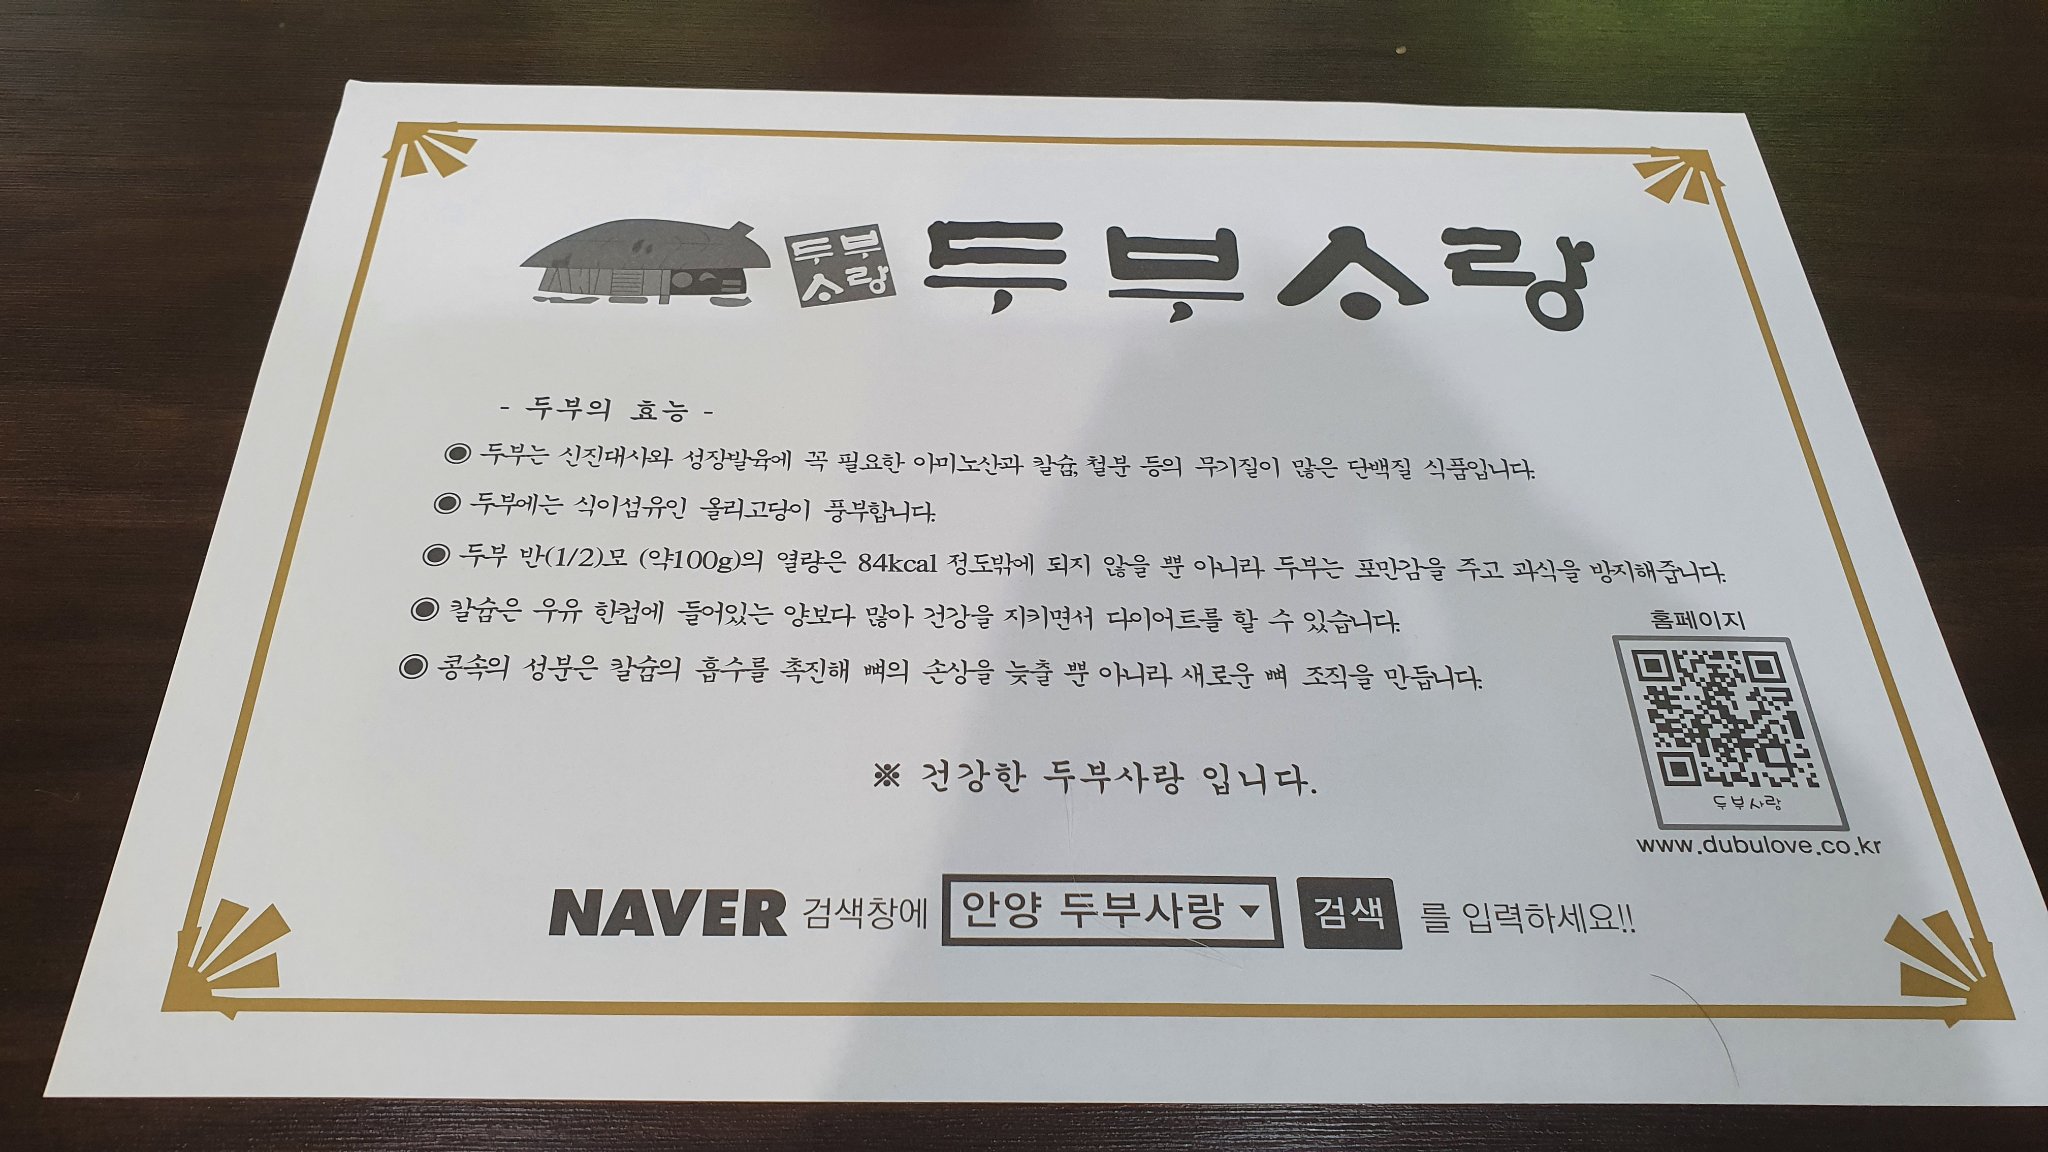 두부
사랑
두부사랑
- 두부의 효능 -
◉ 두부는 신진대사와 성장발육에 꼭 필요한 아미노산과 칼슘, 철분 등의 무기질이 많은 단백질 식품입니다.
◉ 두부에는 식이섬유인 올리고당이 풍부합니다.
◉ 두부 반(1/2)모 (약100g)의 열량은 84kcal 정도밖에 되지 않을 뿐 아니라 두부는 포만감을 주고 과식을 방지해줍니다.
◉ 칼슘은 우유 한컵에 들어있는 양보다 많아 건강을 지키면서 다이어트를 할 수 있습니다.
◉ 콩속의 성분은 칼슘의 흡수를 촉진해 뼈의 손상을 늦출 뿐 아니라 새로운 뼈 조직을 만듭니다.
홈페이지
두부사랑
www.dubulove.co.kr
※ 건강한 두부사랑 입니다.
NAVER 검색창에 안양 두부사랑 ▼ 검색 를 입력하세요!!